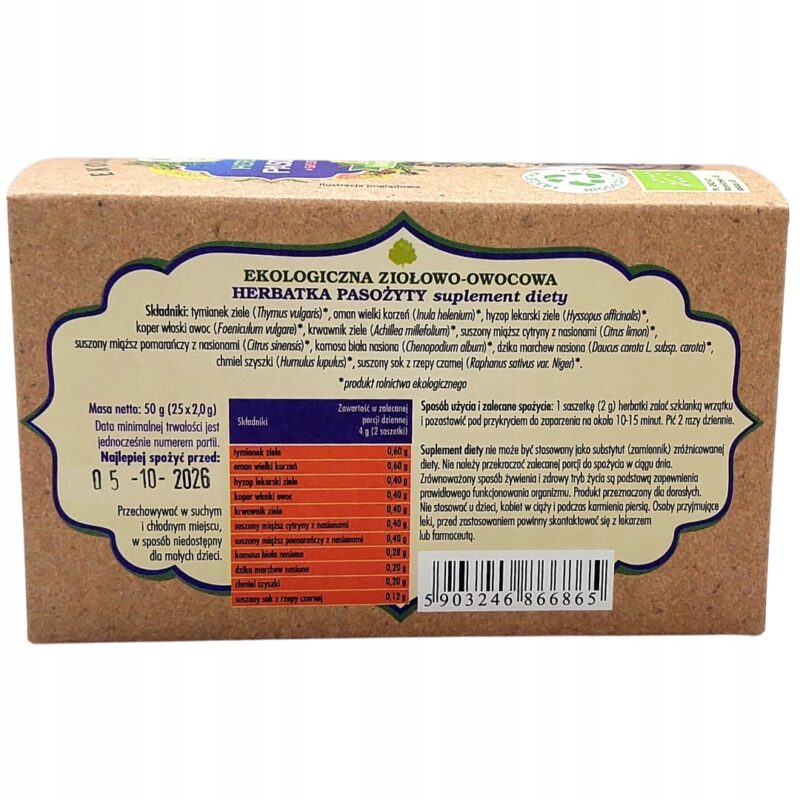 ilustracja poglądowa
EKOLOGICZNA ZIOŁOWO-OWOCOWA
HERBATKA PASOŻYTY suplement diety
Składniki: tymianek ziele (Thymus vulgaris)*, oman wielki korzeń (Inula helenium)*, hyzop lekarski ziele (Hyssopus officinalis)*,
koper włoski owoc (Foeniculum vulgare)*, krwawnik ziele (Achillea millefolium)*, suszony miąższ cytryny z nasionami (Citrus limon)*,
suszony miąższ pomarańczy z nasionami (Citrus sinensis)*, komosa biała nasiona (Chenopodium album)*, dzika marchew nasiona (Daucus carota L. subsp. carota)*,
chmiel szyszki (Humulus lupulus)*, suszony sok z rzepy czarnej (Raphanus sativus var. Niger)*.
*produkt rolnictwa ekologicznego
Masa netto: 50 g (25 x 2,0 g)
Data minimalnej trwałości jest
jednocześnie numerem partii.
Najlepiej spożyć przed:
05 -10- 2026
Przechowywać w suchym
i chłodnym miejscu,
w sposób niedostępny
dla małych dzieci.
Składniki
Zawartość w zalecanej
porcji dziennej
4 g (2 saszetki)
tymianek ziele 0,60 g
oman wielki korzeń 0,60 g
hyzop lekarski ziele 0,40 g
koper włoski owoc 0,40 g
krwawnik ziele 0,40 g
suszony miąższ cytryny z nasionami 0,40 g
suszony miąższ pomarańczy z nasionami 0,40 g
komosa biała nasiona 0,28 g
dzika marchew nasiona 0,20 g
chmiel szyszki 0,20 g
suszony sok z rzepy czarnej 0,12 g
Sposób użycia i zalecane spożycie: 1 saszetkę (2 g) herbatki zalać szklanką wrzątku
i pozostawić pod przykryciem do zaparzenia na około 10-15 minut. Pić 2 razy dziennie.
Suplement diety nie może być stosowany jako substytut (zamiennik) zróżnicowanej
diety. Nie należy przekraczać zalecanej porcji do spożycia w ciągu dnia.
Zrównoważony sposób żywienia i zdrowy tryb życia są podstawą zapewnienia
prawidłowego funkcjonowania organizmu. Produkt przeznaczony dla dorosłych.
Nie stosować u dzieci, kobiet w ciąży i podczas karmienia piersią. Osoby przyjmujące
leki, przed zastosowaniem powinny skontaktować się z lekarzem
lub farmaceutą.
5 903246 866865